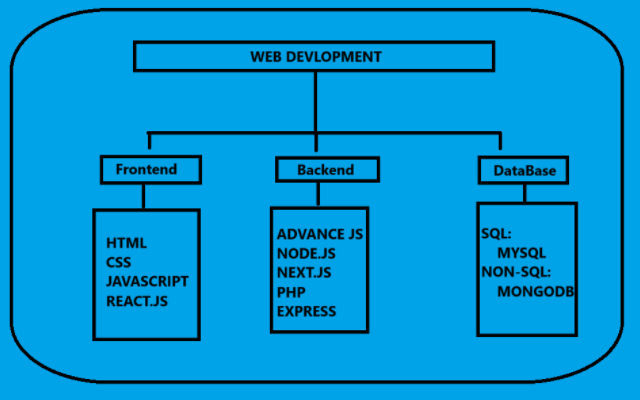 WEB DEVLOPMENT
Frontend
HTML
CSS
JAVASCRIPT
REACT.JS
Backend
ADVANCE JS
NODE.JS
NEXT.JS
PHP
EXPRESS
DataBase
SQL:
MYSQL
NON-SQL:
MONGODB